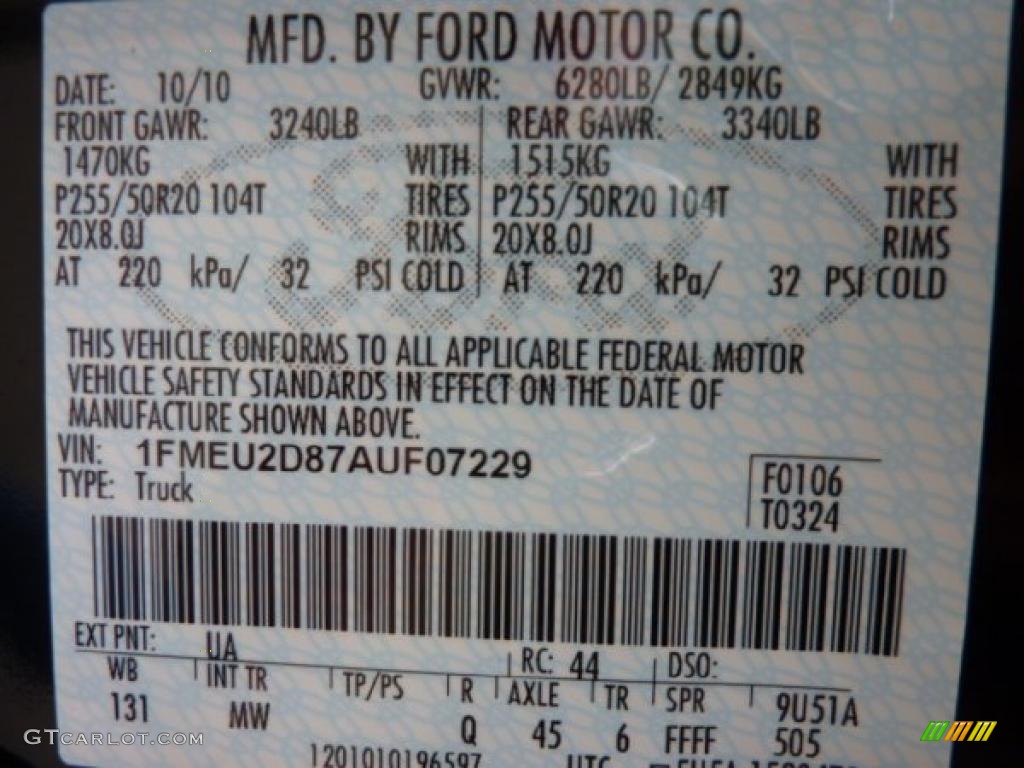 MFD. BY FORD MOTOR CO.
DATE: 10/10 GVWR: 6280LB/ 2849KG
FRONT GAWR: 3240LB REAR GAWR: 3340LB
1470KG WITH 1515KG WITH
P255/50R20 104T TIRES P255/50R20 104T TIRES
20X8.0J RIMS 20X8.0J RIMS
AT 220 kPa/ 32 PSI COLD AT 220 kPa/ 32 PSI COLD
THIS VEHICLE CONFORMS TO ALL APPLICABLE FEDERAL MOTOR
VEHICLE SAFETY STANDARDS IN EFFECT ON THE DATE OF
MANUFACTURE SHOWN ABOVE.
VIN: 1FMEU2D87AUF07229
TYPE: Truck
F0106
T0324
EXT PNT: UA RC: 44 DSO:
WB INT TR TP/PS R AXLE TR SPR 9U51A
131 MW Q 45 6 FFFF 505
1201010196597 UTC
GTCARLOT.COM